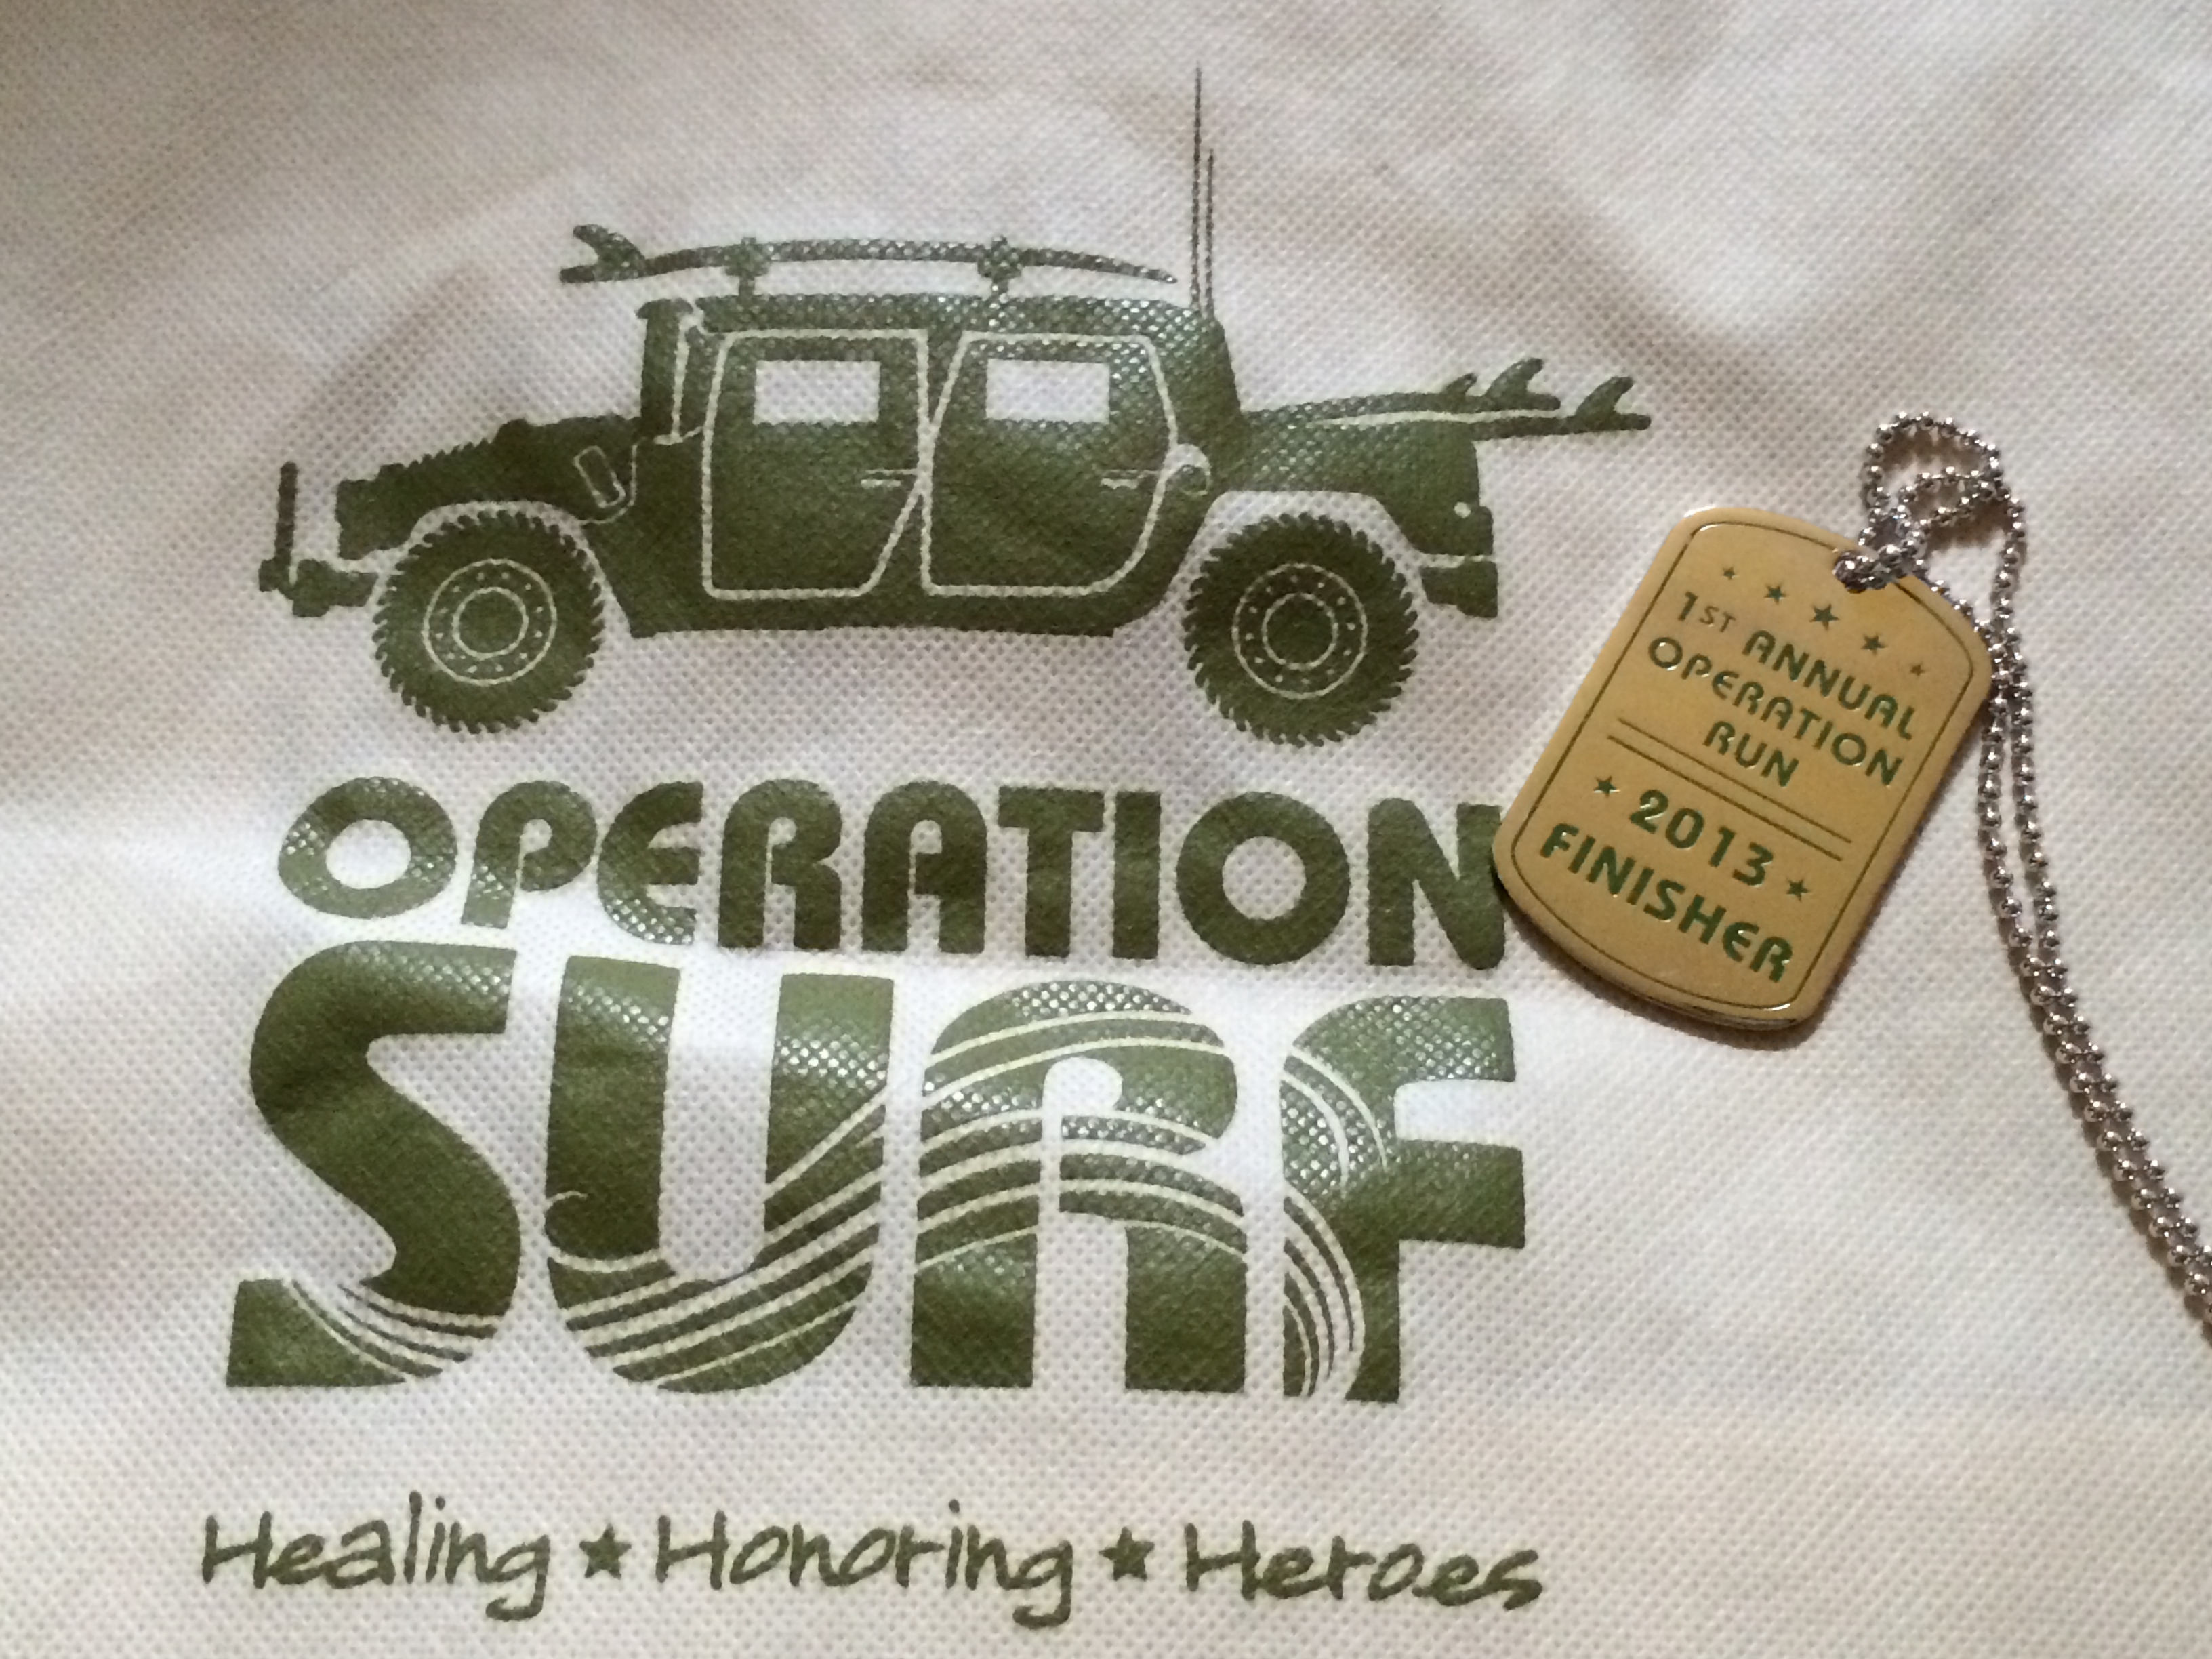 OPERATION
SURF
Healing ★ Honoring ★ Heroes
1ST ANNUAL
OPERATION
RUN
★ 2013 ★
FINISHER